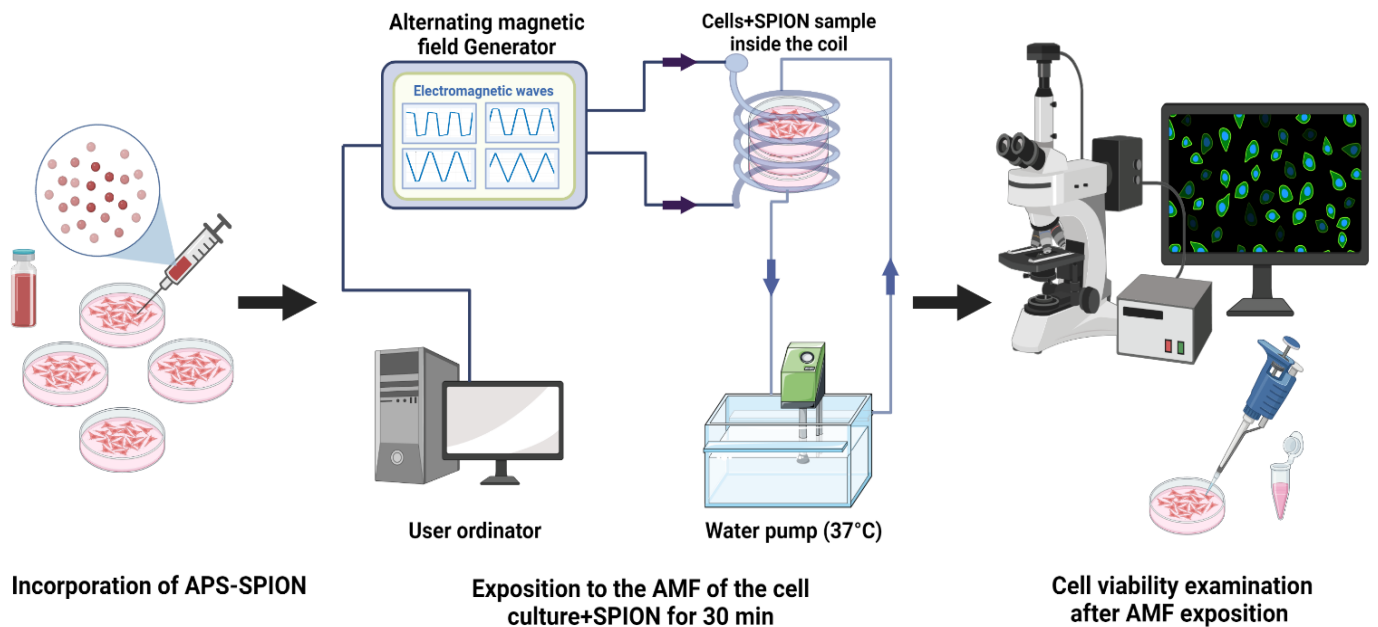 Alternating magnetic
field Generator
Electromagnetic waves
Cells+SPION sample
inside the coil
User ordinator
Water pump (37°C)
Incorporation of APS-SPION
Exposition to the AMF of the cell
culture+SPION for 30 min
Cell viability examination
after AMF exposition